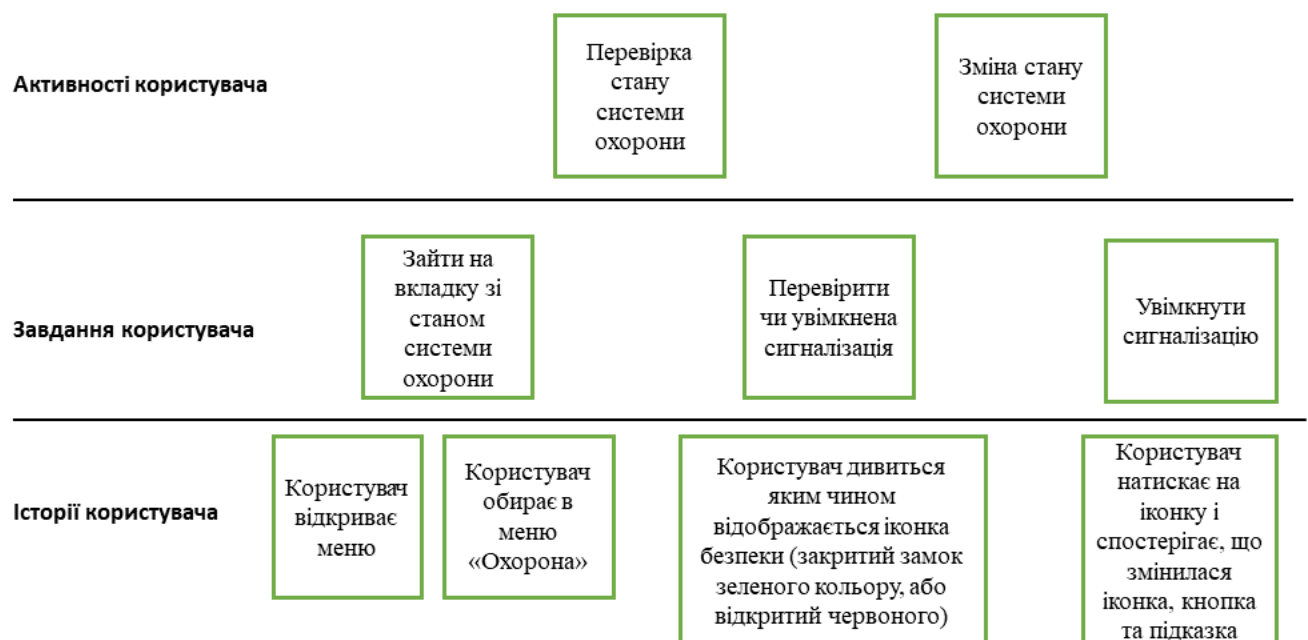 Активності користувача
Перевірка
стану
системи
охорони
Зміна стану
системи
охорони
Завдання користувача
Зайти на
вкладку зі
станом
системи
охорони
Перевірити
чи увімкнена
сигналізація
Увімкнути
сигналізацію
Історії користувача
Користувач
відкриває
меню
Користувач
обирає в
меню
«Охорона»
Користувач дивиться
яким чином
відображається іконка
безпеки (закритий замок
зеленого кольору, або
відкритий червоного)
Користувач
натискає на
іконку і
спостерігає, що
змінилася
іконка, кнопка
та підказка